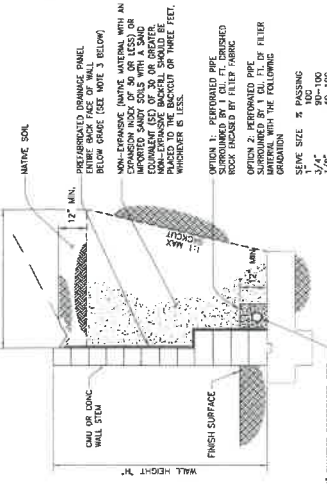 NATIVE SOIL
PREFABRICATED DRAINAGE PANEL
ENTIRE BACK FACE OF WALL
BELOW GRADE (SEE NOTE 3 BELOW)
NON-EXPANSIVE (NATIVE MATERIAL WITH AN
EXPANSION INDEX OF 50 OR LESS) OR
IMPORTED SANDY SOILS WITH A SAND
EQUIVALENT (SE) OF 30 OR GREATER.
NON-EXPANSIVE BACKFILL SHOULD BE
PLACED TO THE BACKCUT OR THREE FEET,
WHICHEVER IS LESS.
OPTION 1: PERFORATED PIPE
SURROUNDED BY 1 CU. FT. CRUSHED
ROCK ENCASED BY FILTER FABRIC
OPTION 2: PERFORATED PIPE
SURROUNDED BY 1 CU. FT. OF FILTER
MATERIAL WITH THE FOLLOWING
GRADATION
SEIVE SIZE % PASSING
1" 100
3/4" 90-100
12" MIN.
1:1 MAX
12" MIN.
CMU OR CONC
WALL STEM
FINISH SURFACE
WALL HEIGHT "H"